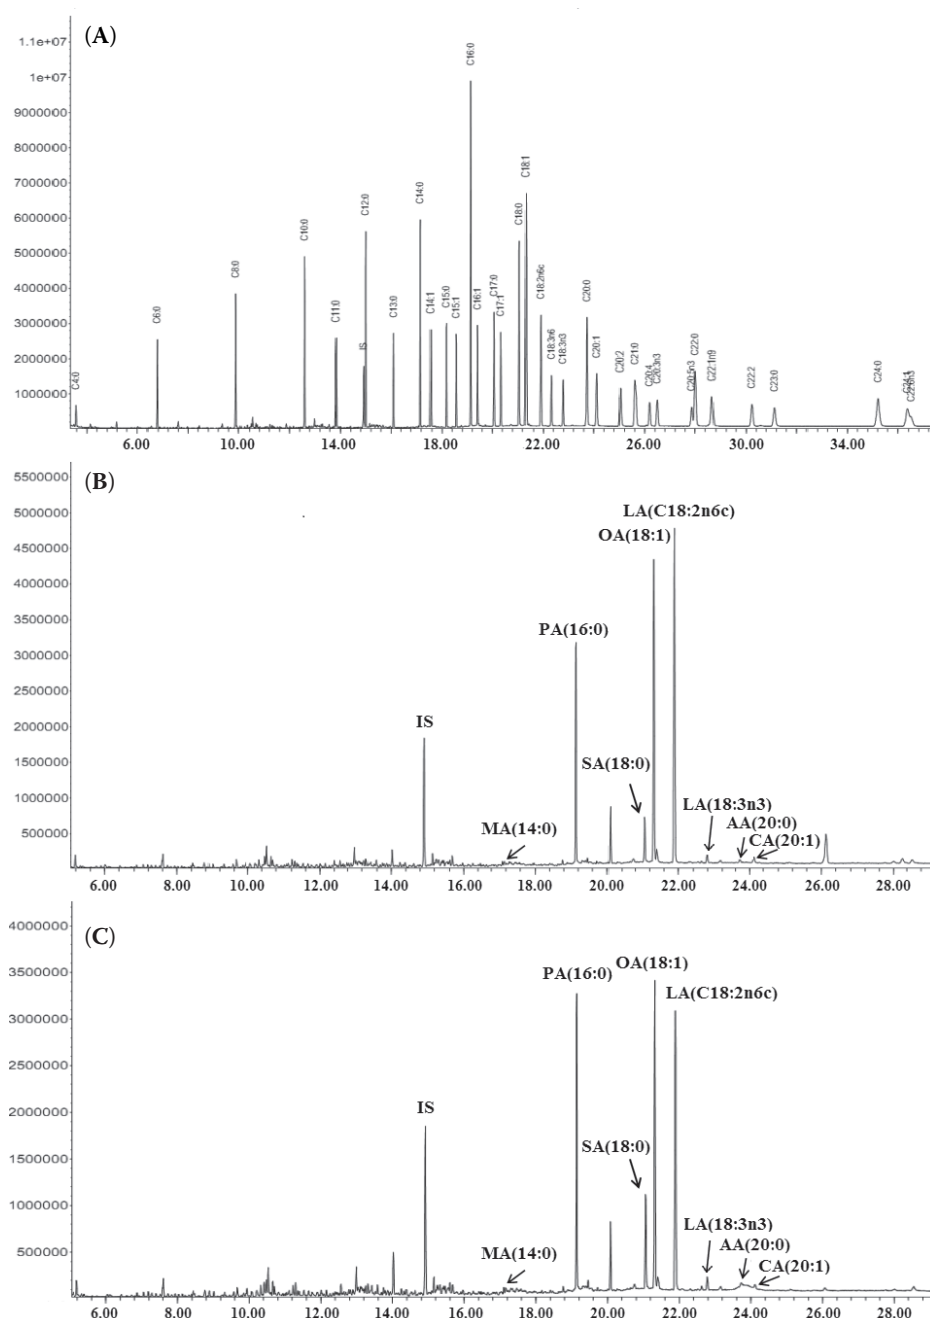 (A)
1.1e+07
1e+07
9000000
8000000
7000000
6000000
5000000
4000000
3000000
2000000
1000000
C4:0
C6:0
C8:0
C10:0
C11:0
IS
C12:0
C13:0
C14:0
C14:1
C15:0
C15:1
C16:0
C16:1
C17:0
C17:1
C18:0
C18:1
C18:2n6c
C18:3n6
C18:3n3
C20:0
C20:1
C20:2
C21:0
C20:4
C20:3n3
C20:5n3
C22:0
C22:1n9
C22:2
C23:0
C24:0
C24:1
6.00 10.00 14.00 18.00 22.00 26.00 30.00 34.00
(B)
5500000
5000000
4500000
4000000
3500000
3000000
2500000
2000000
1500000
1000000
500000
LA(C18:2n6c)
OA(18:1)
PA(16:0)
IS
SA(18:0)
MA(14:0)
LA(18:3n3)
AA(20:0)
CA(20:1)
6.00 8.00 10.00 12.00 14.00 16.00 18.00 20.00 22.00 24.00 26.00 28.00
(C)
4000000
3500000
3000000
2500000
2000000
1500000
1000000
500000
OA(18:1)
PA(16:0)
LA(C18:2n6c)
IS
SA(18:0)
MA(14:0)
LA(18:3n3)
AA(20:0)
CA(20:1)
6.00 8.00 10.00 12.00 14.00 16.00 18.00 20.00 22.00 24.00 26.00 28.00